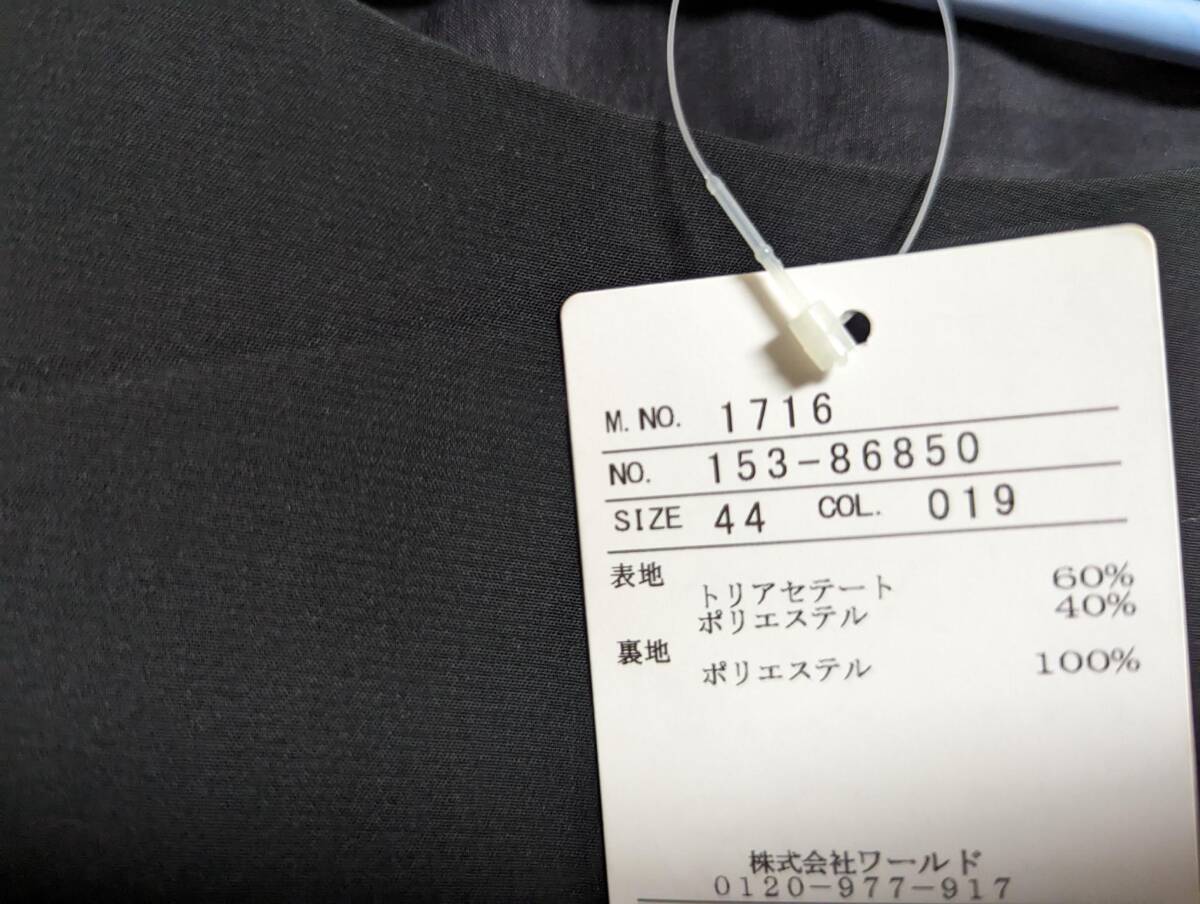 M. NO. 1716
NO. 153-86850
SIZE 44 COL. 019
表地
トリアセテート 60%
ポリエステル 40%
裏地
ポリエステル 100%
株式会社ワールド
0120-977-917